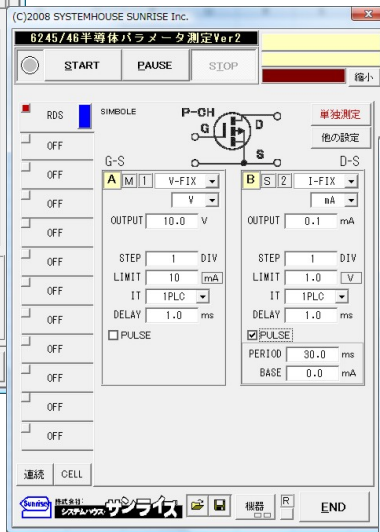 (C)2008 SYSTEMHOUSE SUNRISE Inc.
6245/46半導体パラメータ測定Ver2
START PAUSE STOP
縮小
RDS
OFF
OFF
OFF
OFF
OFF
OFF
OFF
OFF
OFF
OFF
OFF
連続 CELL
SIMBOLE P-CH
G D
S
単独測定
他の設定
G-S
A M 1 V-FIX
V
OUTPUT 10.0 V
STEP 1 DIV
LIMIT 10 mA
IT 1PLC
DELAY 1.0 ms
PULSE
D-S
B S 2 I-FIX
mA
OUTPUT 0.1 mA
STEP 1 DIV
LIMIT 1.0 V
IT 1PLC
DELAY 1.0 ms
PULSE
PERIOD 30.0 ms
BASE 0.0 mA
Sunrise 株式会社 システムハウス サンライズ 機器 R END